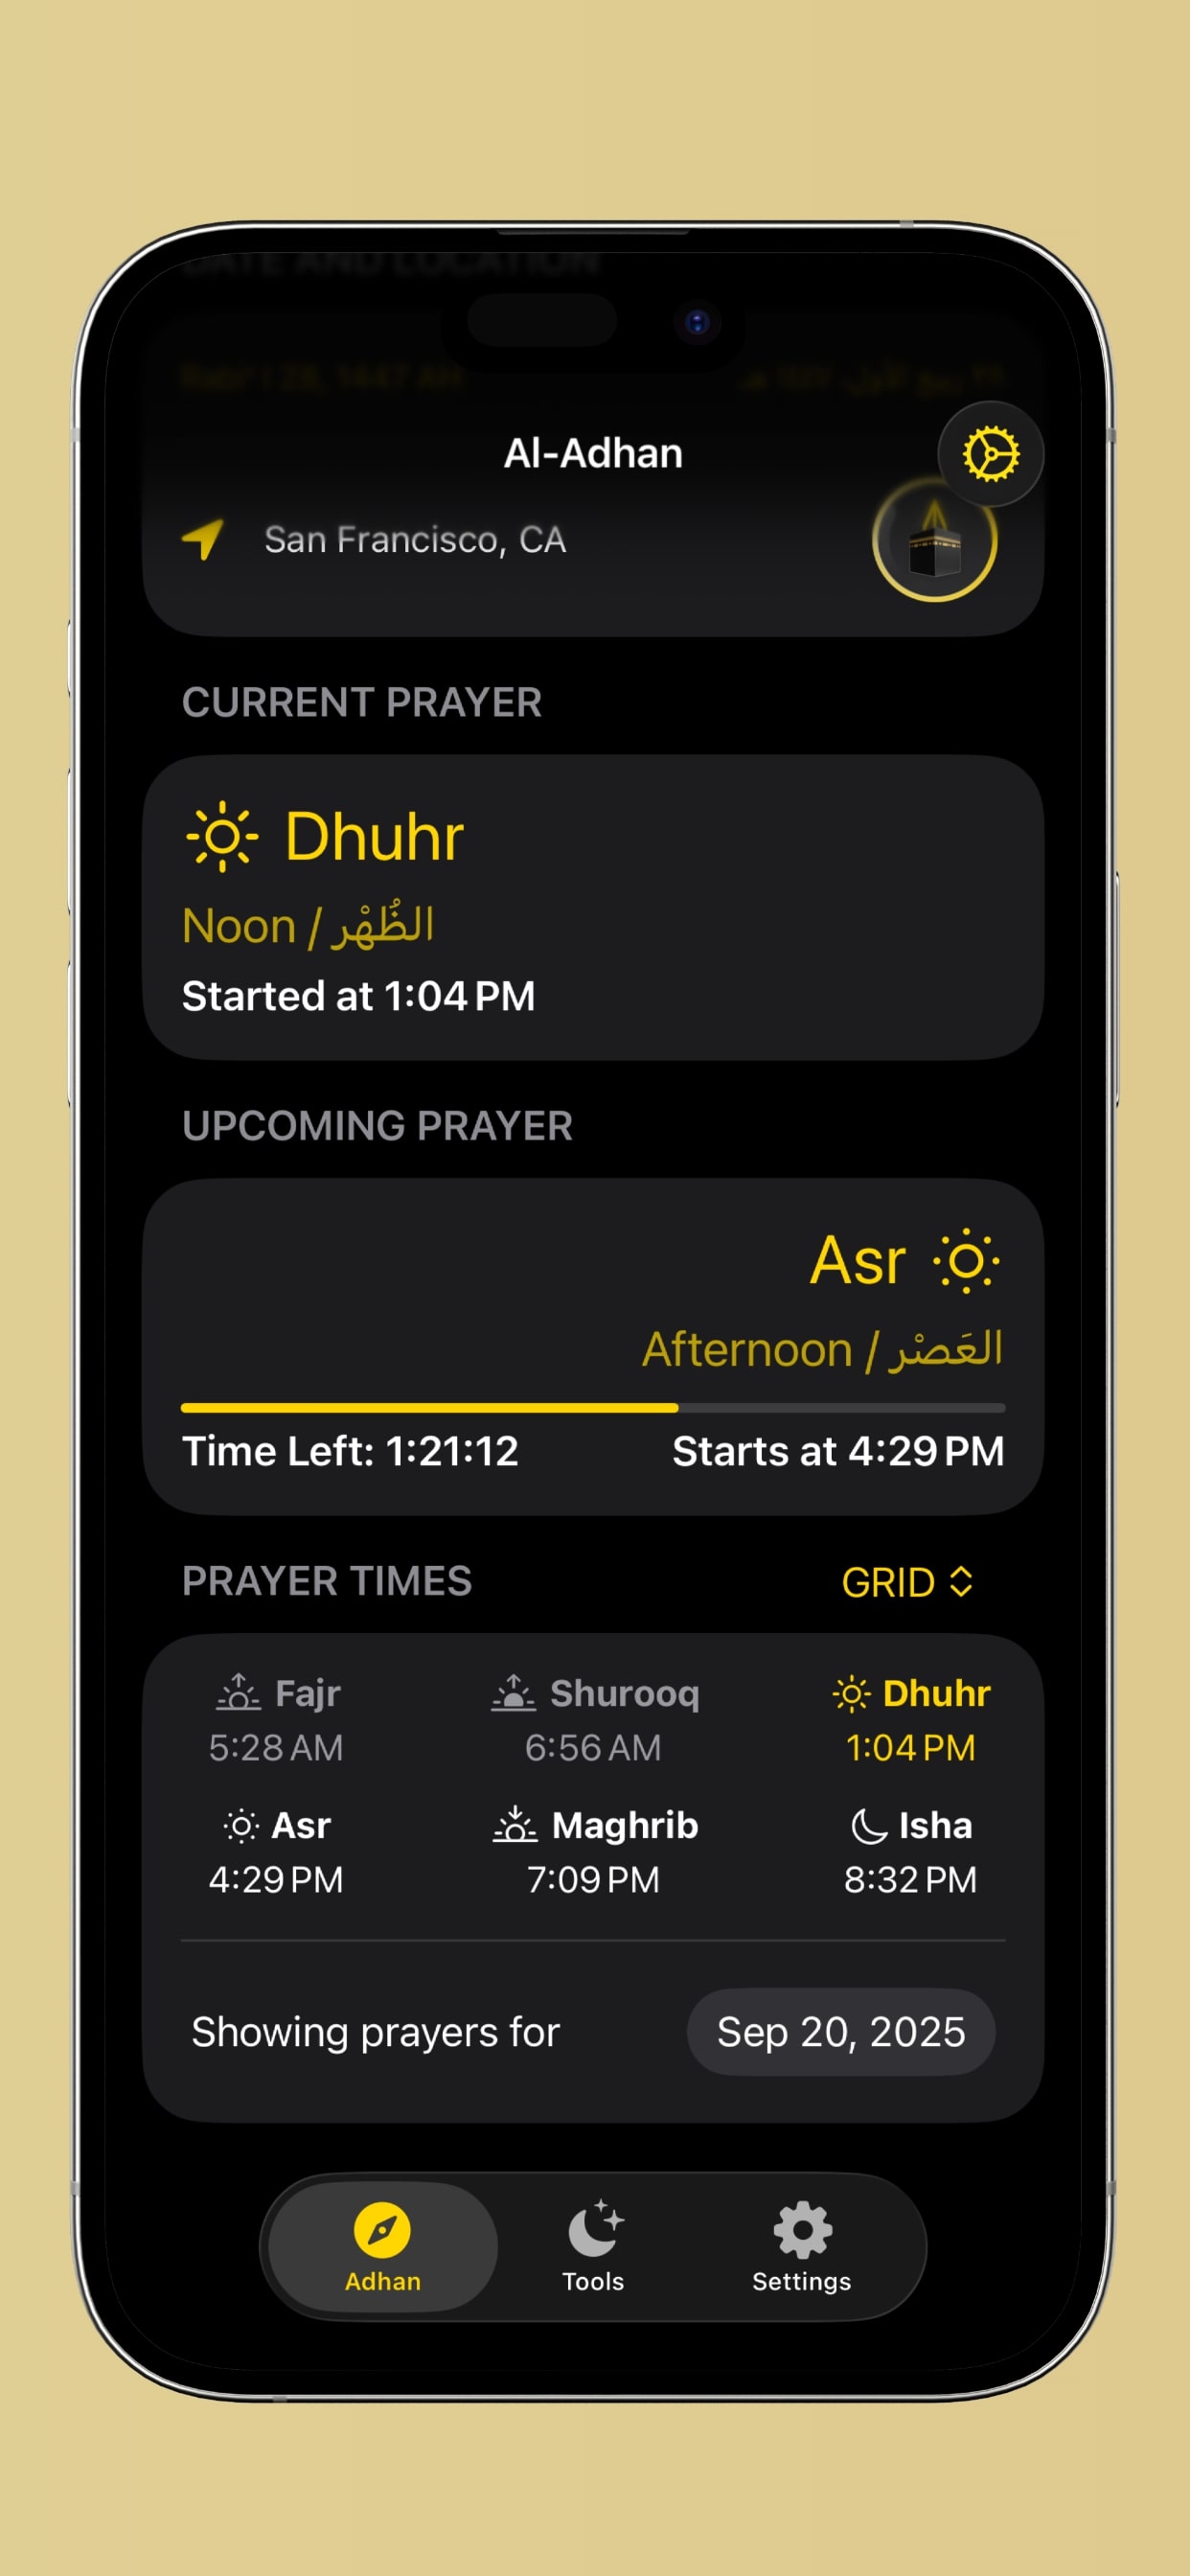 DATE AND LOCATION
Al-Adhan
San Francisco, CA
CURRENT PRAYER
Dhuhr
Noon / الظُهْر
Started at 1:04 PM
UPCOMING PRAYER
Asr
Afternoon / العَصْر
Time Left: 1:21:12 Starts at 4:29 PM
PRAYER TIMES GRID
Fajr Shurooq Dhuhr
5:28 AM 6:56 AM 1:04 PM
Asr Maghrib Isha
4:29 PM 7:09 PM 8:32 PM
Showing prayers for Sep 20, 2025
Adhan Tools Settings